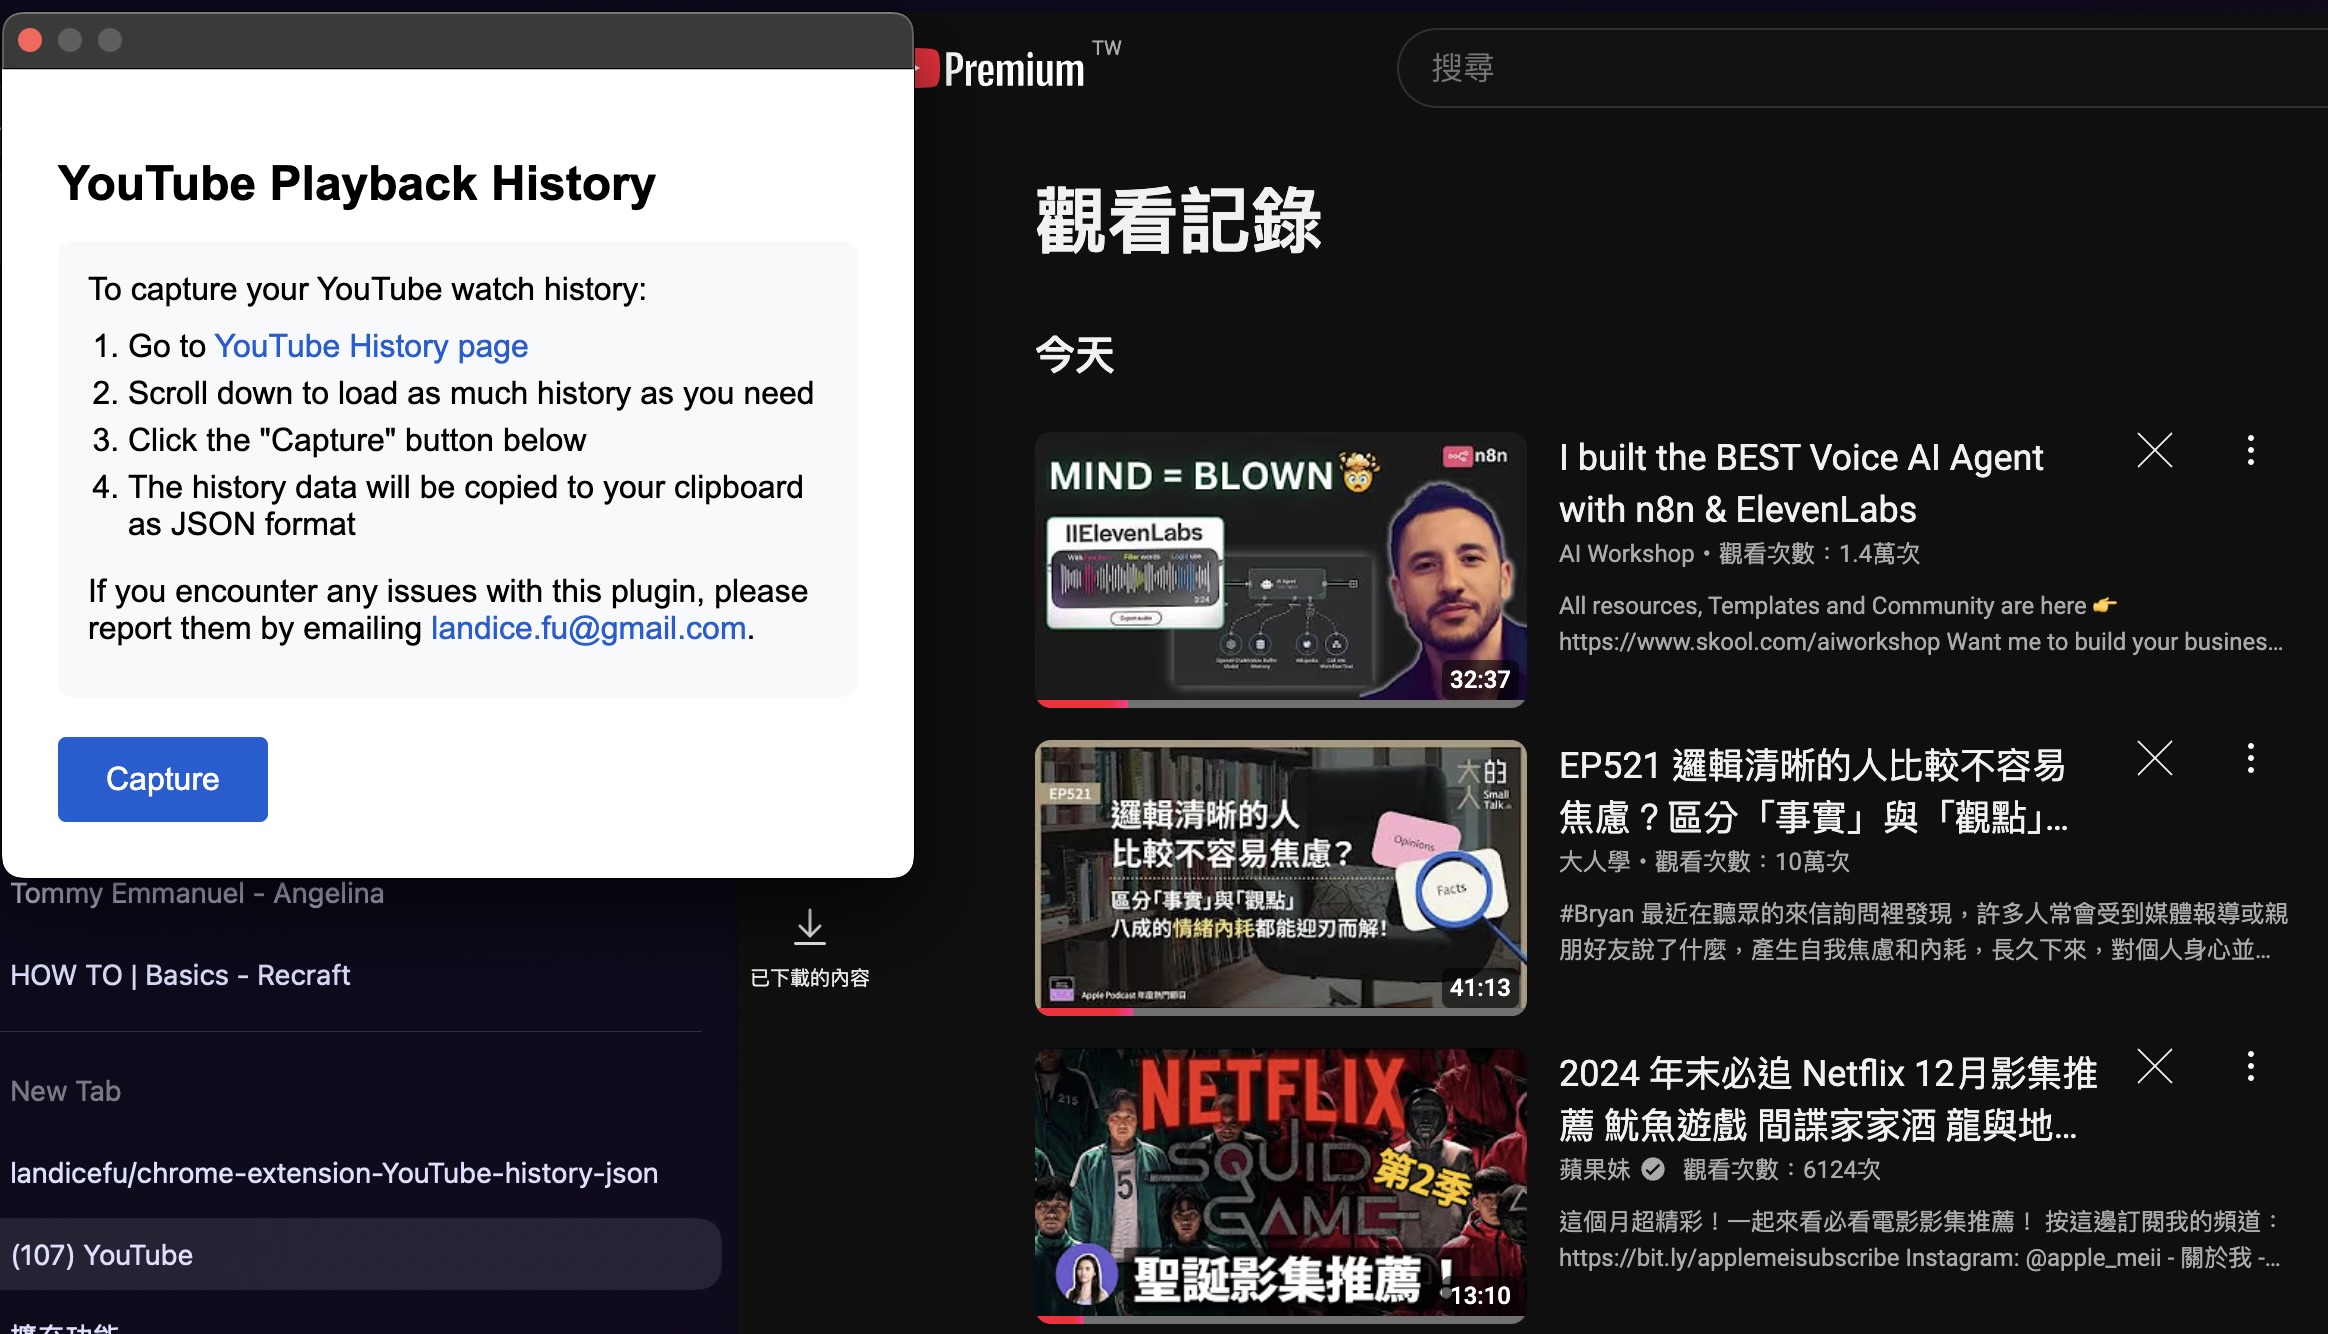 YouTube Playback History
To capture your YouTube watch history:
1. Go to YouTube History page
2. Scroll down to load as much history as you need
3. Click the "Capture" button below
4. The history data will be copied to your clipboard
as JSON format
If you encounter any issues with this plugin, please
report them by emailing landice.fu@gmail.com.
Capture
Tommy Emmanuel - Angelina
HOW TO | Basics - Recraft
New Tab
landicefu/chrome-extension-YouTube-history-json
(107) YouTube
擴充功能
已下載的內容
Premium TW
搜尋
觀看記錄
今天
MIND = BLOWN
n8n
IIElevenLabs
32:37
I built the BEST Voice AI Agent
with n8n & ElevenLabs
AI Workshop • 觀看次數：1.4萬次
All resources, Templates and Community are here 👉
https://www.skool.com/aiworkshop Want me to build your busines...
EP521
大人的
Small
Talk
邏輯清晰的人
比較不容易焦慮？
區分「事實」與「觀點」
八成的情緒內耗都能迎刃而解！
Opinions
Facts
Apple Podcast 年度熱門節目
41:13
EP521 邏輯清晰的人比較不容易
焦慮？區分「事實」與「觀點」...
大人學 • 觀看次數：10萬次
#Bryan 最近在聽眾的來信詢問裡發現，許多人常會受到媒體報導或親
朋好友說了什麼，產生自我焦慮和內耗，長久下來，對個人身心並...
NETFLIX
215
5
SQUID
GAME
第2季
聖誕影集推薦！
13:10
2024 年末必追 Netflix 12月影集推
薦 魷魚遊戲 間諜家家酒 龍與地...
蘋果妹 觀看次數：6124次
這個月超精彩！一起來看必看電影影集推薦！ 按這邊訂閱我的頻道：
https://bit.ly/applemeisubscribe Instagram: @apple_meii - 關於我 -...